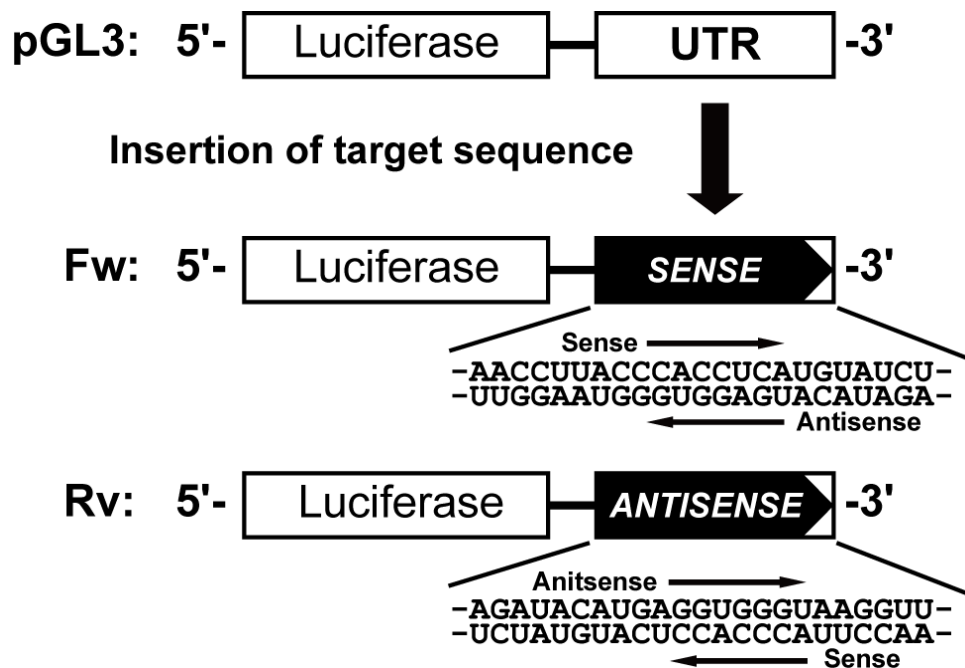 pGL3: 5'- Luciferase UTR -3'
Insertion of target sequence
Fw: 5'- Luciferase SENSE -3'
Sense
-AACCUUACCCACCUCAUGUAUCU-
-UUGGAAUGGGUGGAGUACAUAGA-
Antisense
Rv: 5'- Luciferase ANTISENSE -3'
Anitsense
-AGAUACAUGAGGUGGGUAAGGUU-
-UCUAUGUACUCCACCCAUUCCAA-
Sense